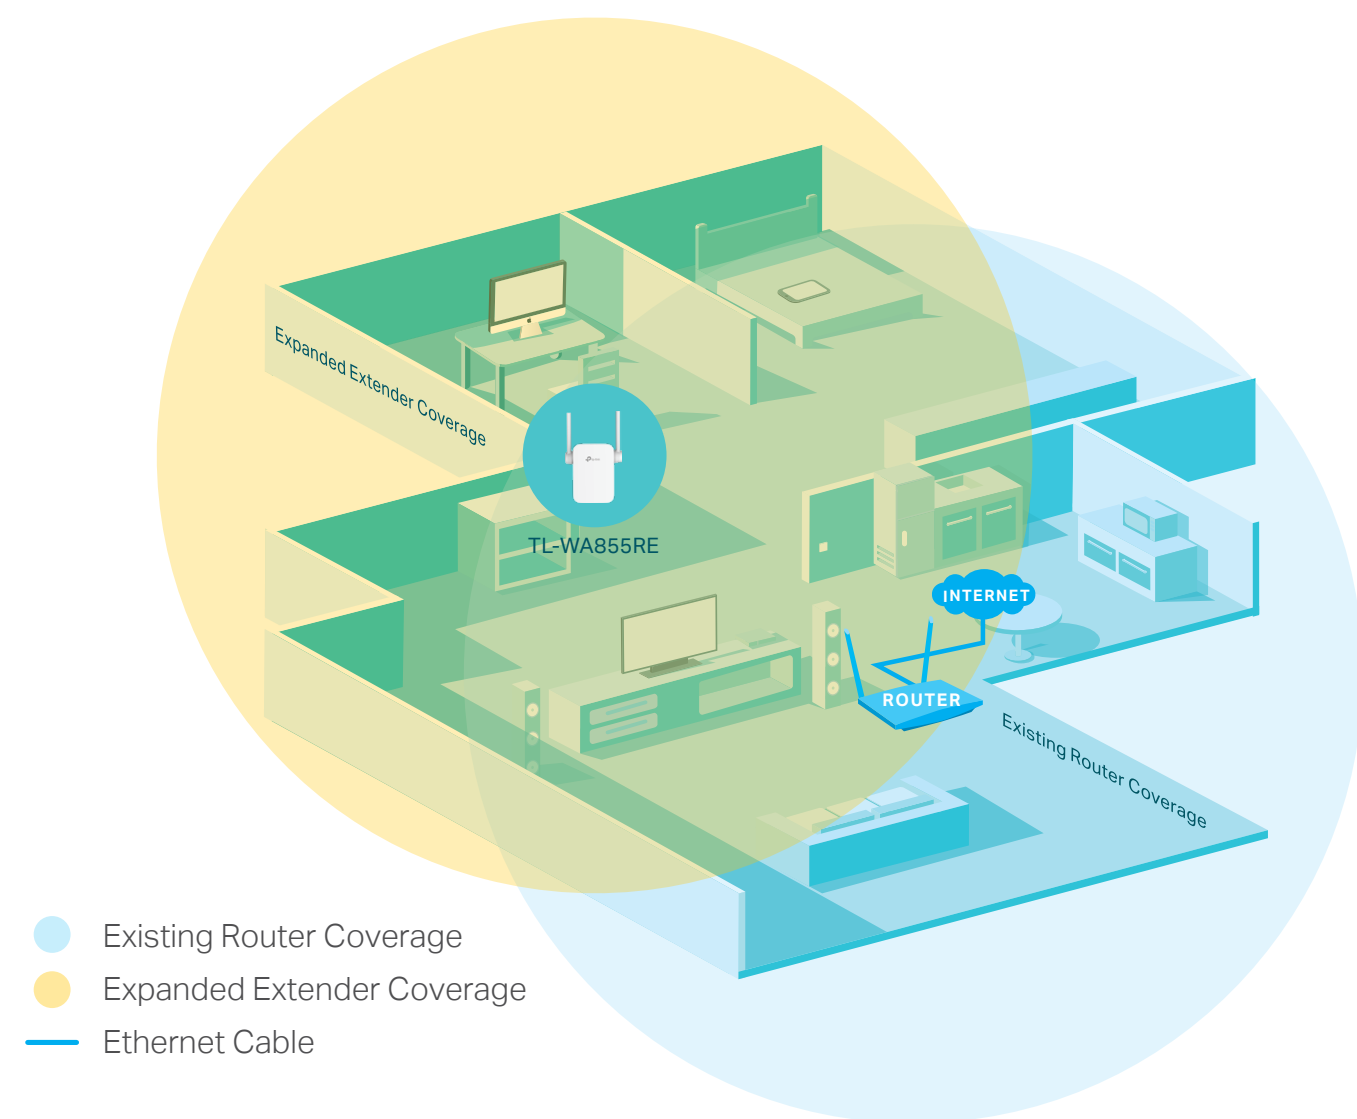 Expanded Extender Coverage
TL-WA855RE
INTERNET
ROUTER
Existing Router Coverage
Existing Router Coverage
Expanded Extender Coverage
Ethernet Cable